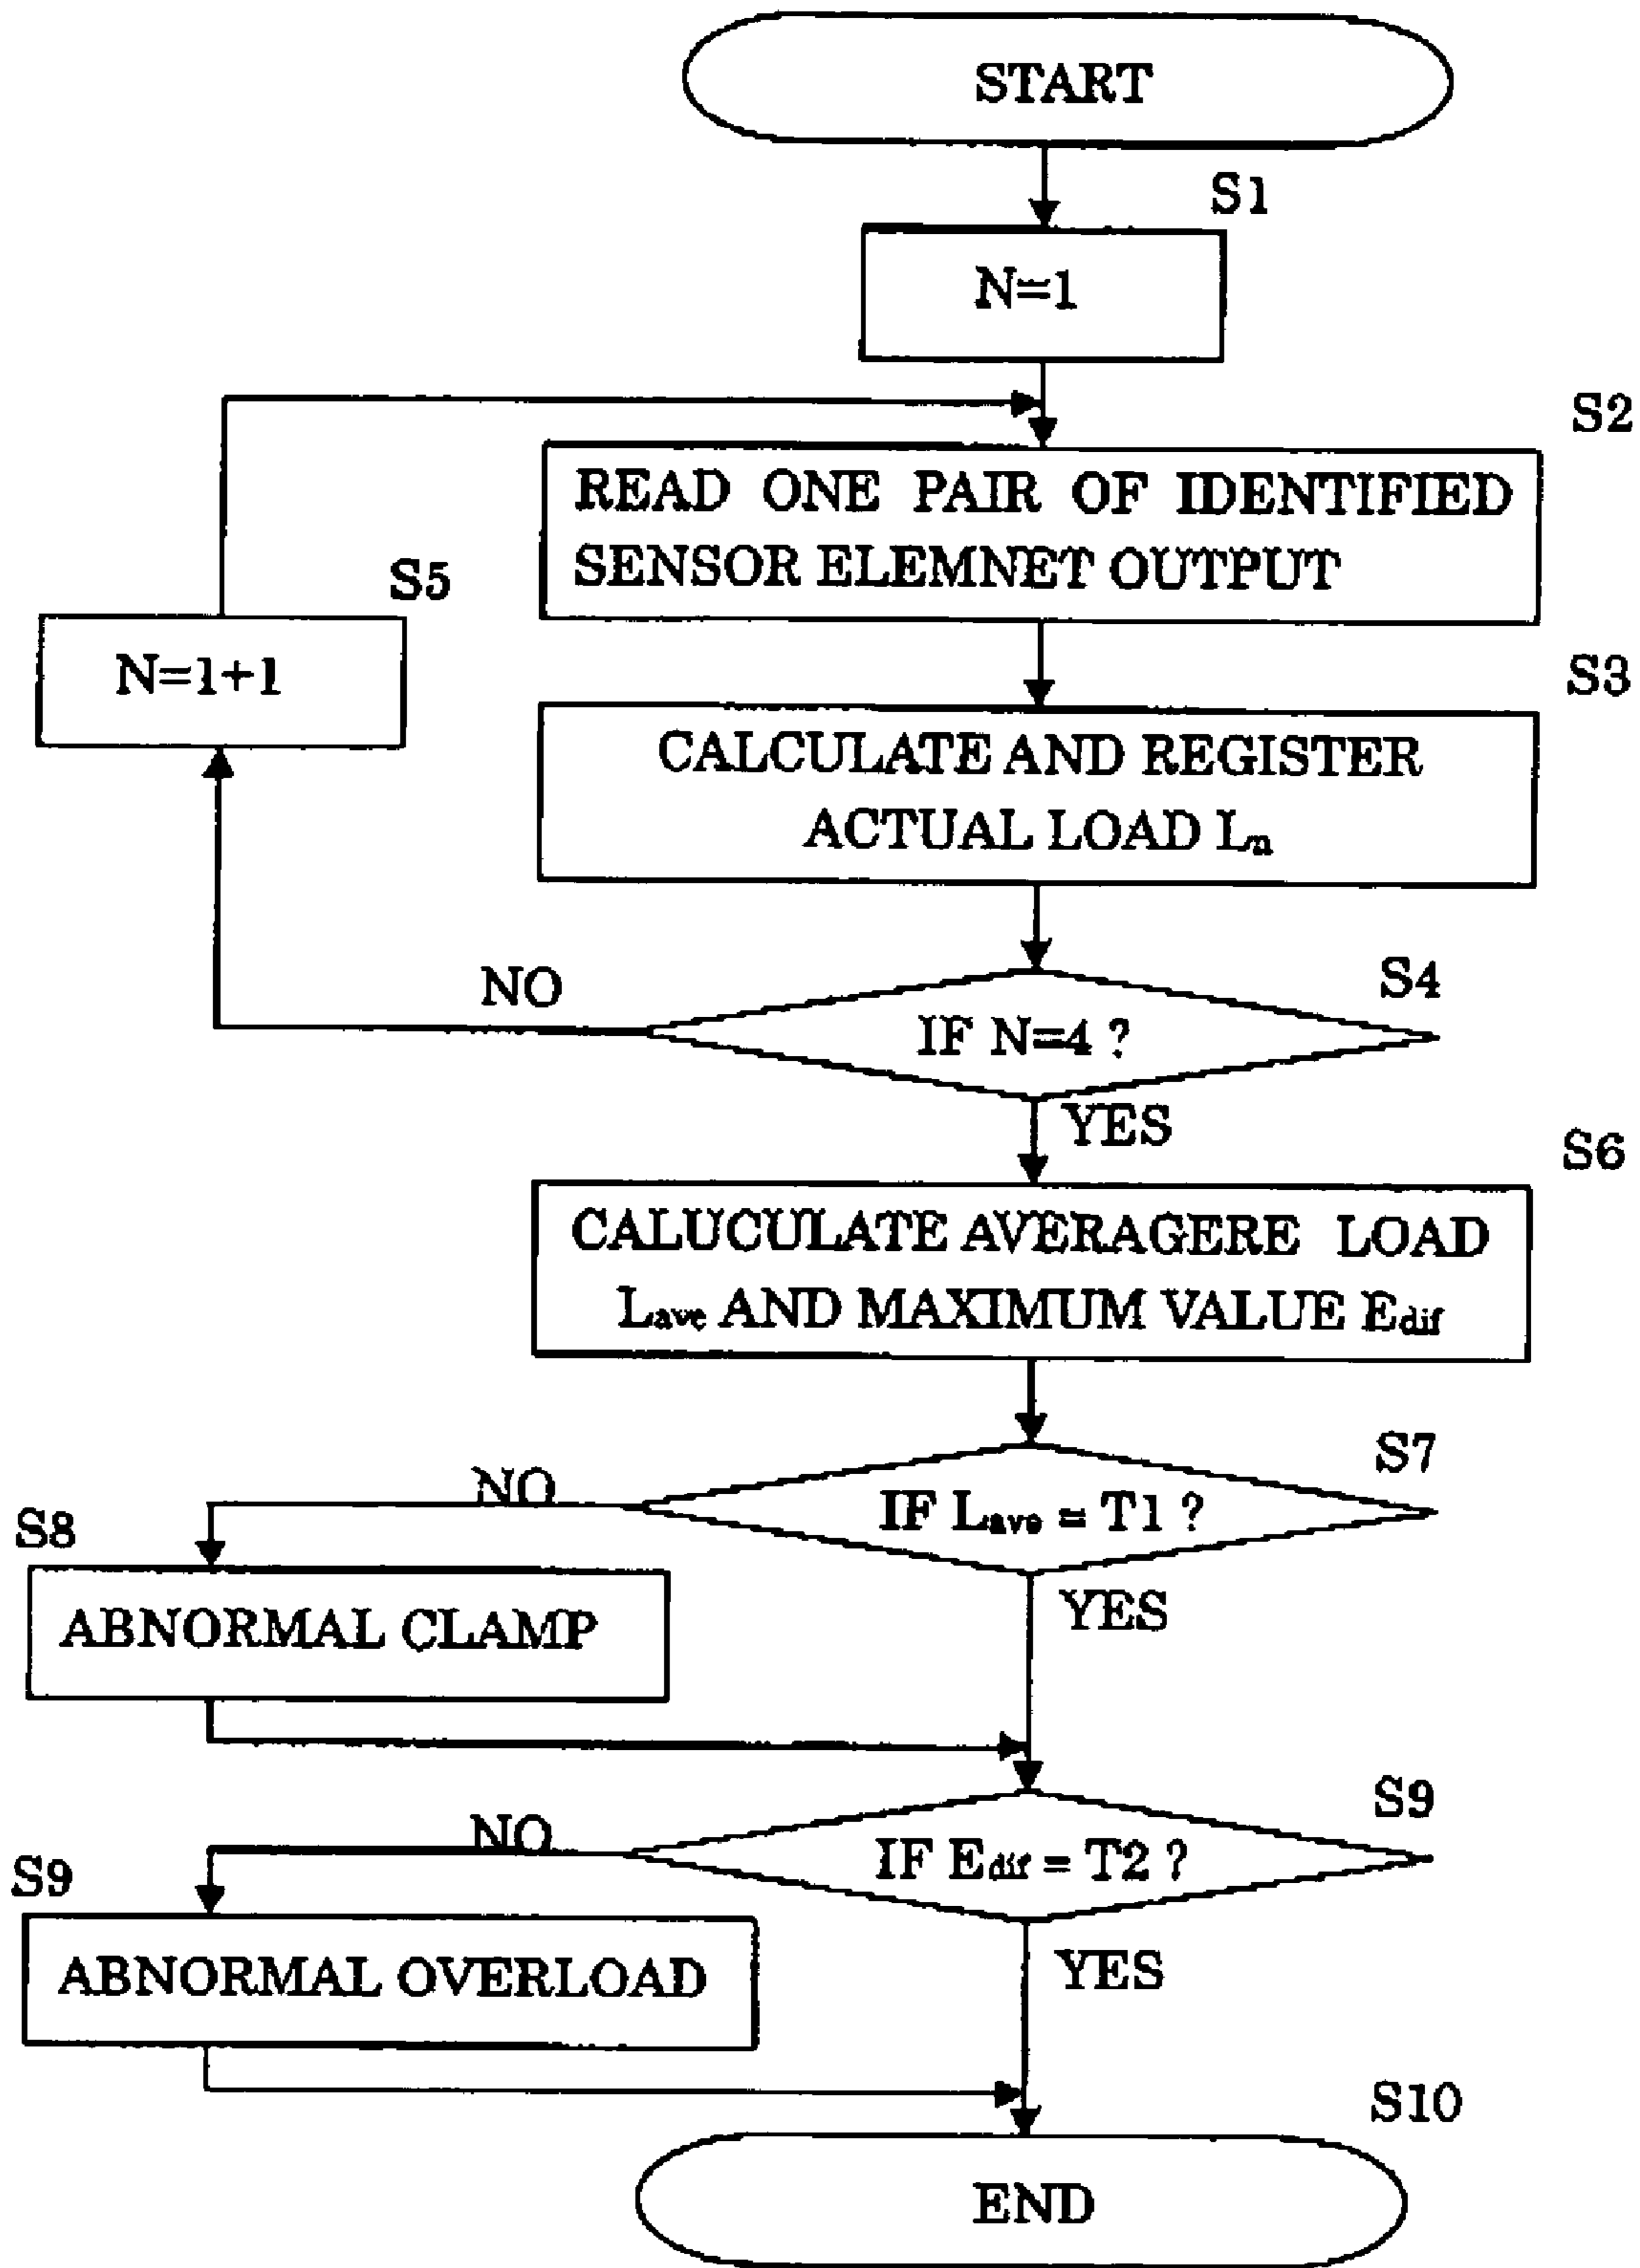 START
S1
N=1
S2
READ ONE PAIR OF IDENTIFIED
SENSOR ELEMNET OUTPUT
S5
N=1+1
S3
CALCULATE AND REGISTER
ACTUAL LOAD Ln
S4
NO
IF N=4 ?
YES
S6
CALUCULATE AVERAGERE LOAD
Lave AND MAXIMUM VALUE Edif
S7
NO
IF Lave = T1 ?
S8
YES
ABNORMAL CLAMP
S9
NO
IF Edif = T2 ?
S9
YES
ABNORMAL OVERLOAD
S10
END